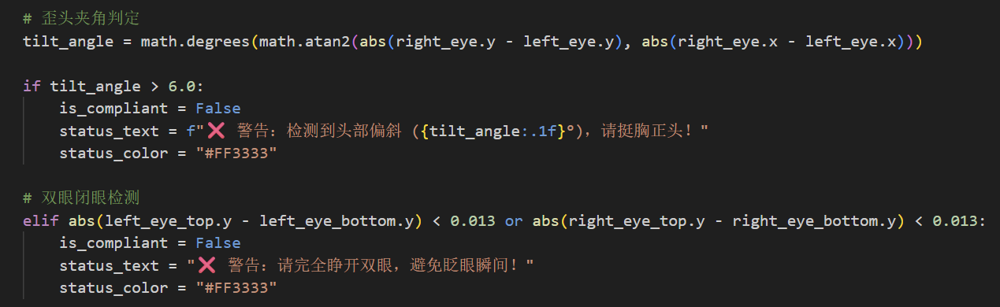 # 歪头夹角判定
tilt_angle = math.degrees(math.atan2(abs(right_eye.y - left_eye.y), abs(right_eye.x - left_eye.x)))
if tilt_angle > 6.0:
    is_compliant = False
    status_text = f"❌ 警告：检测到头部偏斜 ({tilt_angle:.1f}°)，请挺胸正头！"
    status_color = "#FF3333"
# 双眼闭眼检测
elif abs(left_eye_top.y - left_eye_bottom.y) < 0.013 or abs(right_eye_top.y - right_eye_bottom.y) < 0.013:
    is_compliant = False
    status_text = "❌ 警告：请完全睁开双眼，避免眨眼瞬间！"
    status_color = "#FF3333"